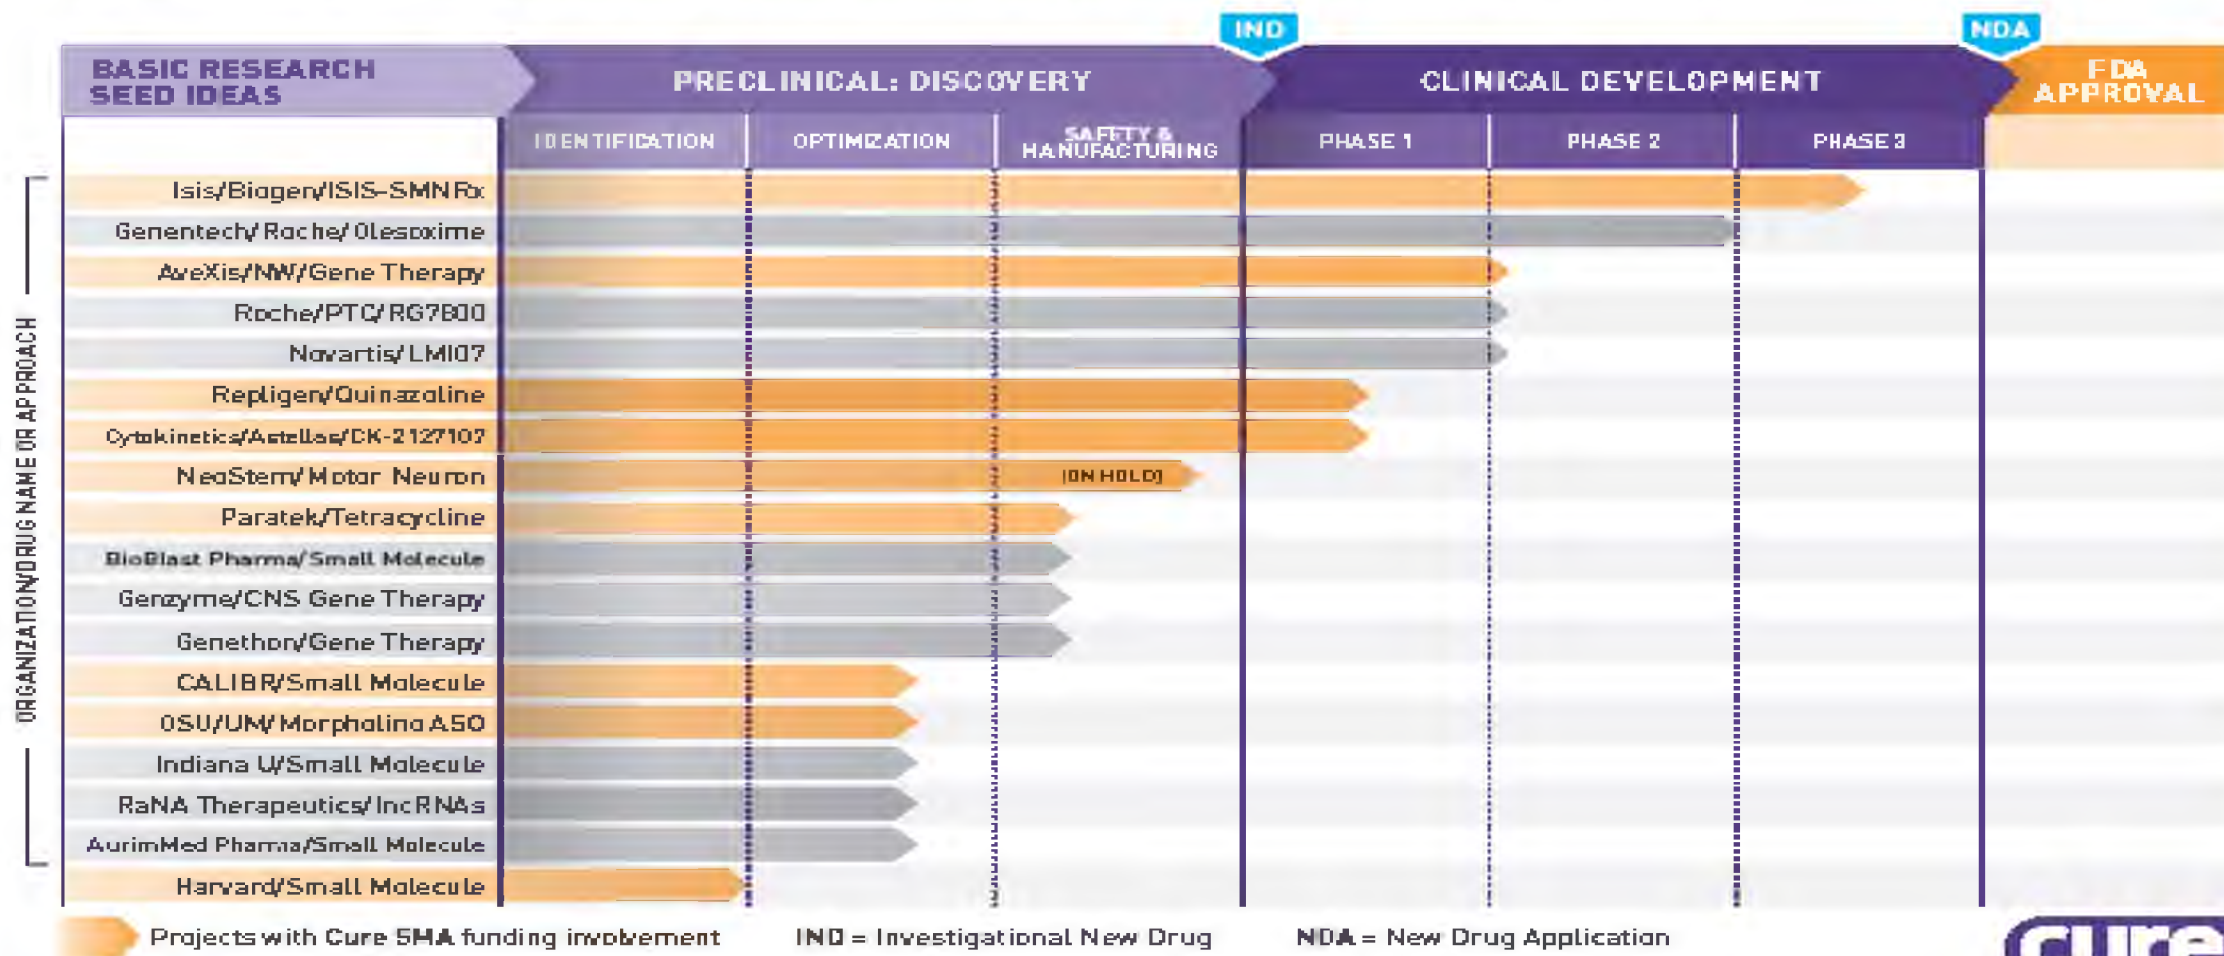 IND
NDA
BASIC RESEARCH
SEED IDEAS
PRECLINICAL: DISCOVERY
CLINICAL DEVELOPMENT
FDA
APPROVAL
IDENTIFICATION
OPTIMIZATION
SAFETY &
MANUFACTURING
PHASE 1
PHASE 2
PHASE 3
ORGANIZATION/DRUG NAME OR APPROACH
Isis/Biogen/ISIS-SMNRx
Genentech/Roche/Olesoxime
AveXis/NW/Gene Therapy
Roche/PTC/RG7800
Novartis/LMI07
Repligen/Quinazoline
Cytokinetics/Astellas/CK-2127107
NeoStem/Motor Neuron
(ON HOLD)
Paratek/Tetracycline
BioBlast Pharma/Small Molecule
Genzyme/CNS Gene Therapy
Genethon/Gene Therapy
CALIBR/Small Molecule
OSU/UM/Morpholino ASO
Indiana U/Small Molecule
RaNA Therapeutics/lncRNAs
AurimMed Pharma/Small Molecule
Harvard/Small Molecule
Projects with Cure SMA funding involvement
IND = Investigational New Drug
NDA = New Drug Application
cure